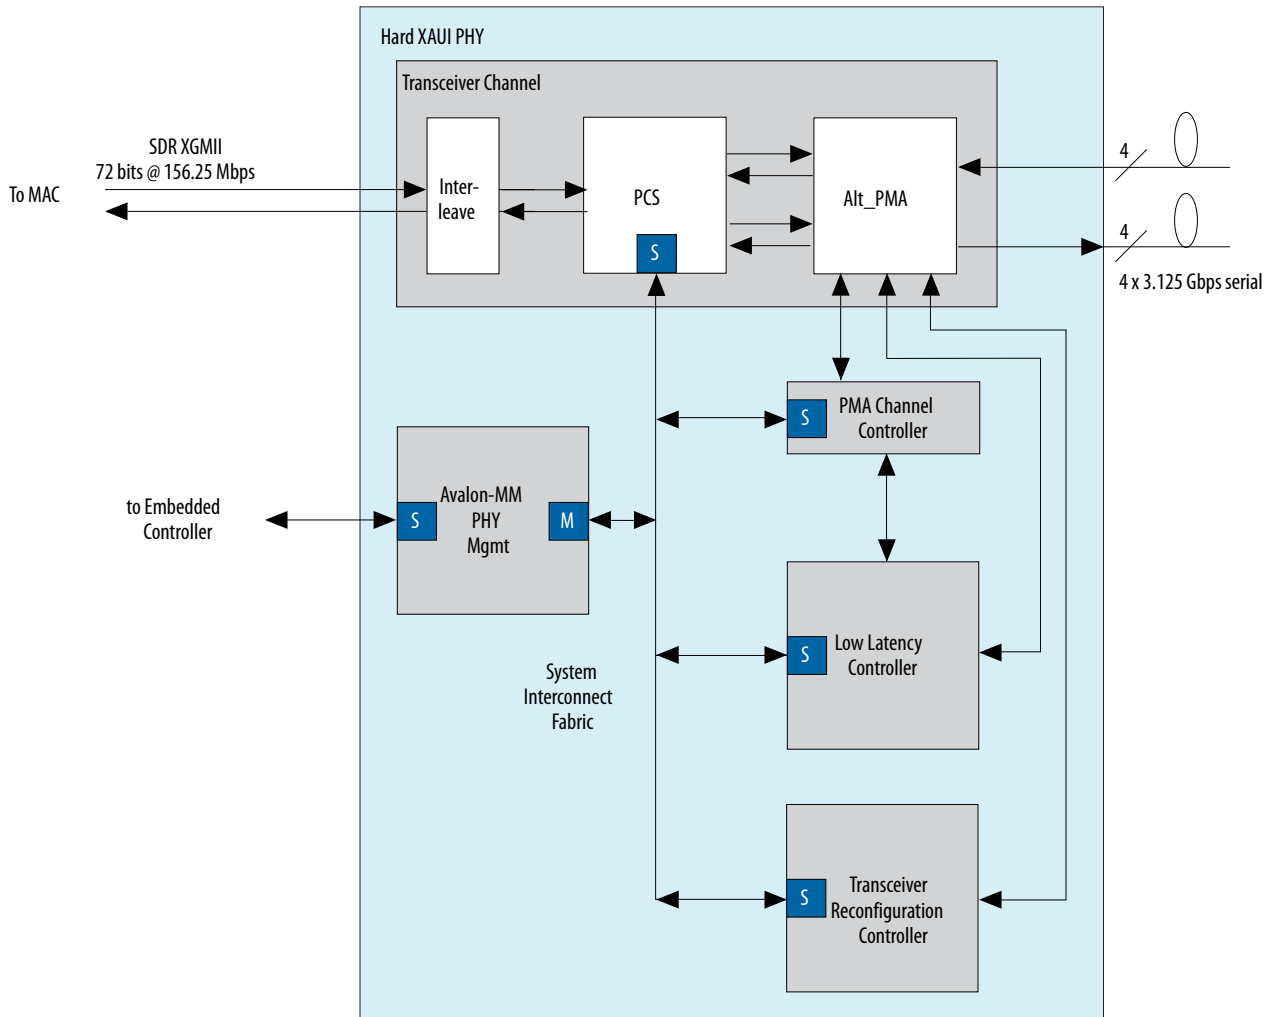 Hard XAUI PHY
Transceiver Channel
SDR XGMII
72 bits @ 156.25 Mbps
To MAC
Inter-
leave
PCS
S
Alt_PMA
4
4
4 x 3.125 Gbps serial
PMA Channel
Controller
S
to Embedded
Controller
S
Avalon-MM
PHY
Mgmt
M
System
Interconnect
Fabric
S
Low Latency
Controller
S
Transceiver
Reconfiguration
Controller